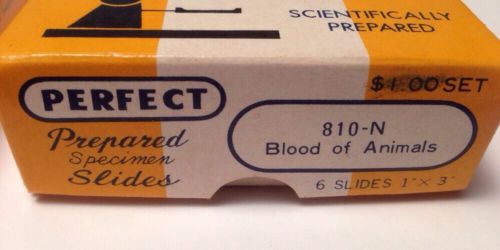 SCIENTIFICALLY
PREPARED
PERFECT
Prepared
Specimen
Slides
$1.00 SET
810-N
Blood of Animals
6 SLIDES 1" X 3"